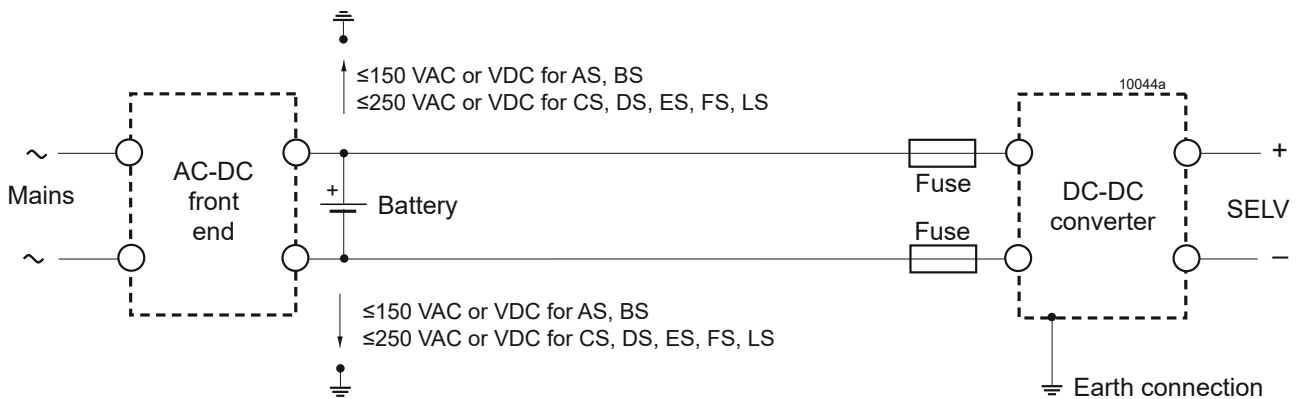 ≤150 VAC or VDC for AS, BS
≤250 VAC or VDC for CS, DS, ES, FS, LS
10044a
~
Mains
~
AC-DC
front
end
+
Battery
Fuse
Fuse
DC-DC
converter
+
SELV
–
≤150 VAC or VDC for AS, BS
≤250 VAC or VDC for CS, DS, ES, FS, LS
Earth connection